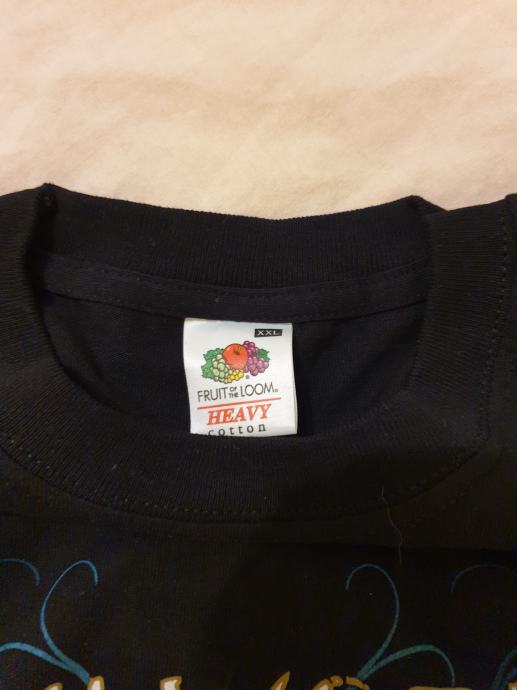 XXL
FRUIT OF THE LOOM®
HEAVY
cotton